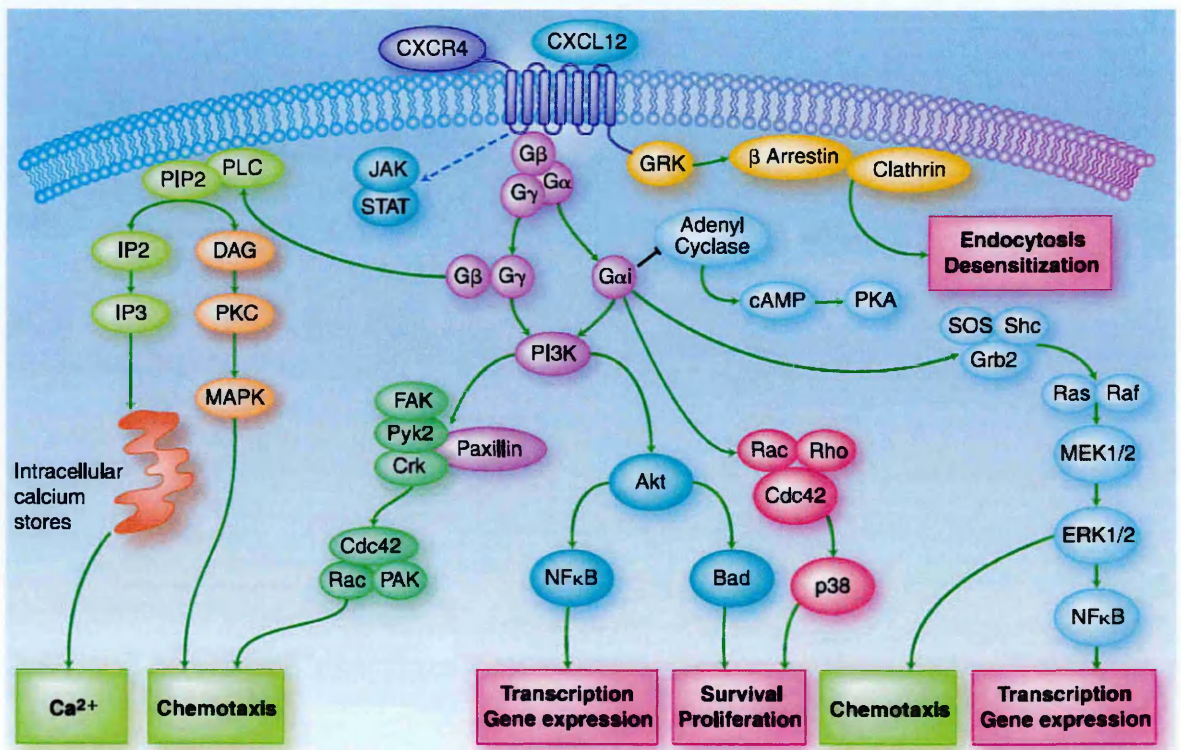 CXCR4
CXCL12
PLC
PIP2
JAK
STAT
Gβ
Gα
Gγ
GRK
β Arrestin
Clathrin
IP2
DAG
Gβ
Gγ
Gαi
Adenyl
Cyclase
Endocytosis
Desensitization
IP3
PKC
cAMP
PKA
PI3K
SOS
Shc
Grb2
MAPK
FAK
Pyk2
Crk
Paxillin
Ras
Raf
Intracellular
calcium
stores
Akt
Rac
Rho
Cdc42
MEK1/2
Cdc42
Rac
PAK
NFκB
Bad
p38
ERK1/2
NFκB
Ca2+
Chemotaxis
Transcription
Gene expression
Survival
Proliferation
Chemotaxis
Transcription
Gene expression